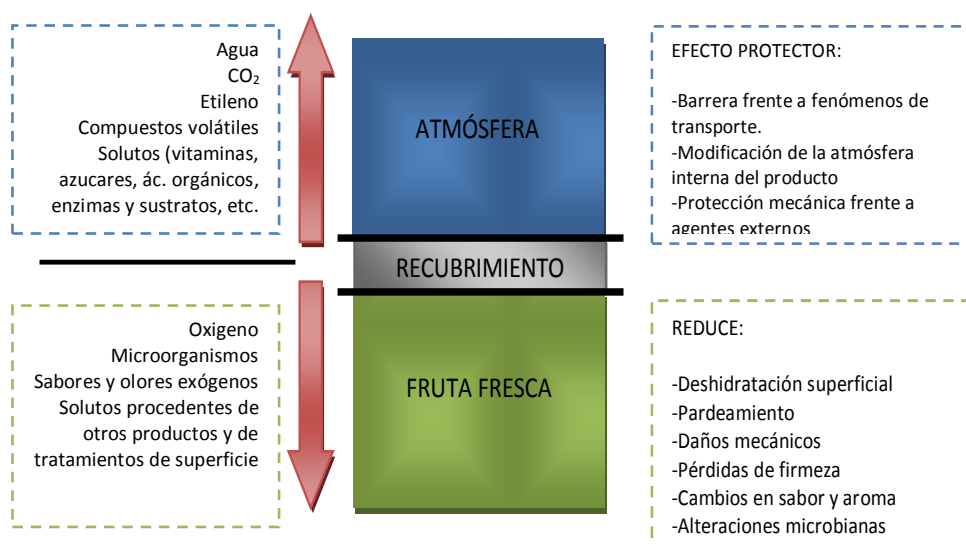 Agua
CO₂
Etileno
Compuestos volátiles
Solutos (vitaminas,
azucares, ác. orgánicos,
enzimas y sustratos, etc.
ATMÓSFERA
EFECTO PROTECTOR:
-Barrera frente a fenómenos de
transporte.
-Modificación de la atmósfera
interna del producto
-Protección mecánica frente a
agentes externos
RECUBRIMIENTO
Oxigeno
Microorganismos
Sabores y olores exógenos
Solutos procedentes de
otros productos y de
tratamientos de superficie
FRUTA FRESCA
REDUCE:
-Deshidratación superficial
-Pardeamiento
-Daños mecánicos
-Pérdidas de firmeza
-Cambios en sabor y aroma
-Alteraciones microbianas